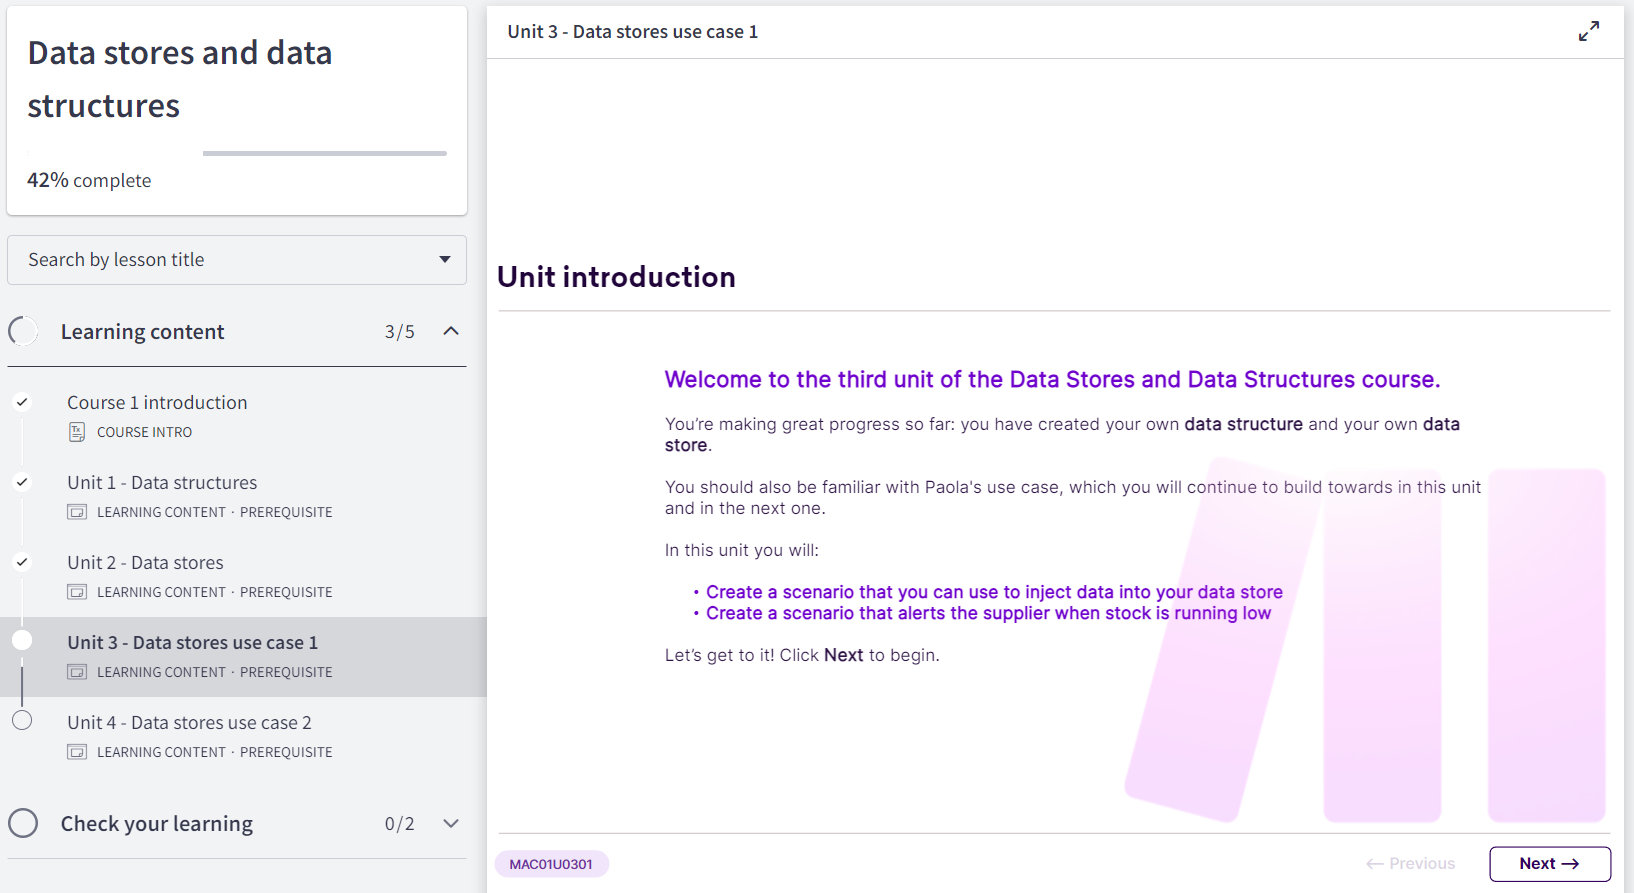 Data stores and data
structures
42% complete
Search by lesson title
Learning content 3/5
Course 1 introduction
Tx COURSE INTRO
Unit 1 - Data structures
LEARNING CONTENT · PREREQUISITE
Unit 2 - Data stores
LEARNING CONTENT · PREREQUISITE
Unit 3 - Data stores use case 1
LEARNING CONTENT · PREREQUISITE
Unit 4 - Data stores use case 2
LEARNING CONTENT · PREREQUISITE
Check your learning 0/2
Unit 3 - Data stores use case 1
Unit introduction
Welcome to the third unit of the Data Stores and Data Structures course.
You’re making great progress so far: you have created your own data structure and your own data
store.
You should also be familiar with Paola's use case, which you will continue to build towards in this unit
and in the next one.
In this unit you will:
• Create a scenario that you can use to inject data into your data store
• Create a scenario that alerts the supplier when stock is running low
Let’s get to it! Click Next to begin.
MAC01U0301
← Previous
Next →